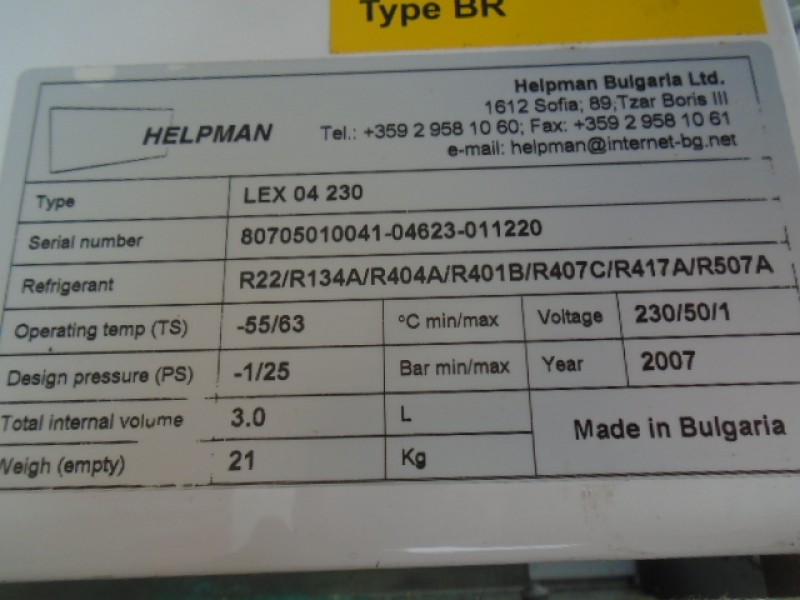 Type BR
Helpman Bulgaria Ltd.
1612 Sofia; 89,Tzar Boris III
HELPMAN
Tel.: +359 2 958 10 60; Fax: +359 2 958 10 61
e-mail: helpman@internet-bg.net
Type LEX 04 230
Serial number 80705010041-04623-011220
Refrigerant R22/R134A/R404A/R401B/R407C/R417A/R507A
Operating temp (TS) -55/63 °C min/max Voltage 230/50/1
Design pressure (PS) -1/25 Bar min/max Year 2007
Total internal volume 3.0 L Made in Bulgaria
Weigh (empty) 21 Kg